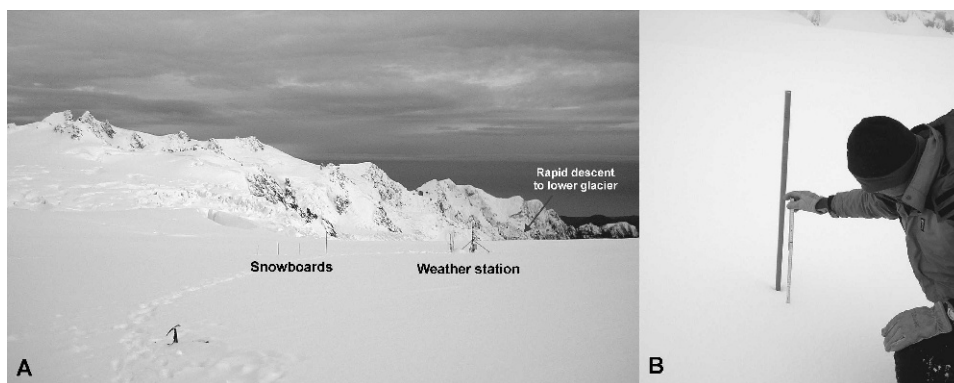 Rapid descent
to lower glacier
Snowboards
Weather station
A
B